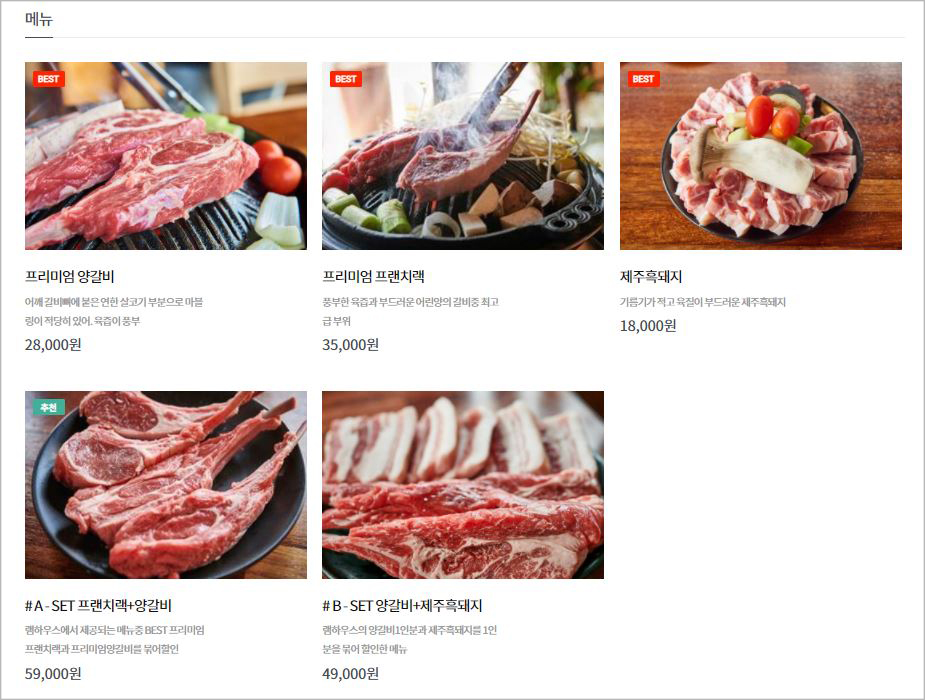 메뉴
BEST
BEST
BEST
프리미엄 양갈비
어깨 갈비뼈에 붙은 연한 살코기 부분으로 마블
링이 적당히 있어. 육즙이 풍부
28,000원
프리미엄 프랜치랙
풍부한 육즙과 부드러운 어린양의 갈비중 최고
급 부위
35,000원
제주흑돼지
기름기가 적고 육질이 부드러운 제주흑돼지
18,000원
추천
# A - SET 프랜치랙+양갈비
램하우스에서 제공되는 메뉴중 BEST 프리미엄
프랜치랙과 프리미엄양갈비를 묶어할인
59,000원
# B - SET 양갈비+제주흑돼지
램하우스의 양갈비1인분과 제주흑돼지를 1인
분을 묶어 할인한 메뉴
49,000원